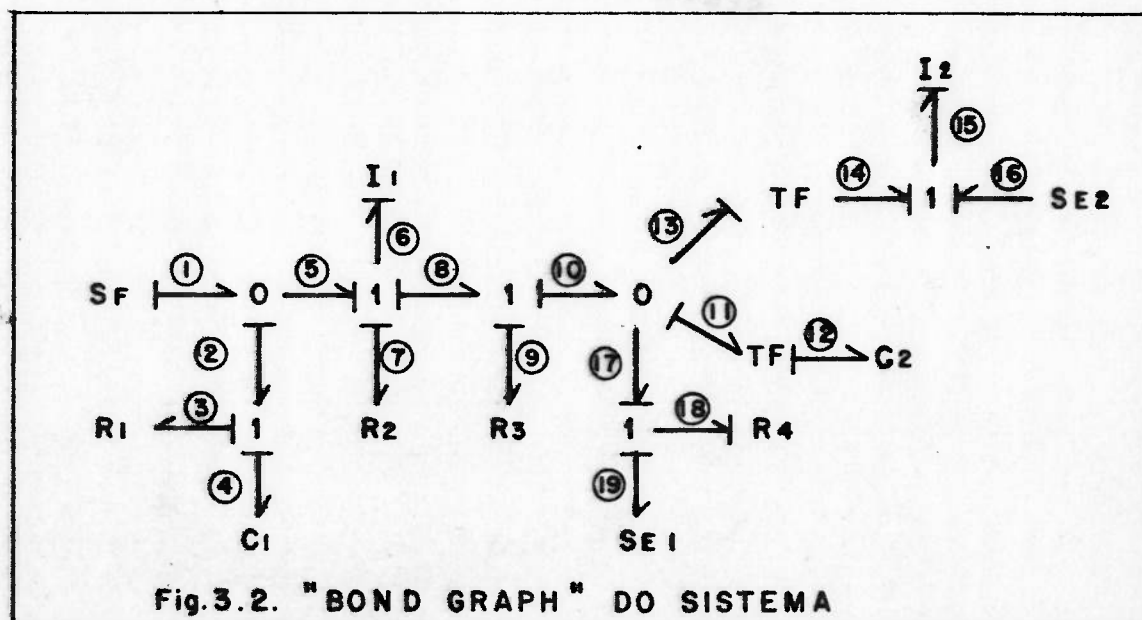 I2
15
14 16
TF 1 SE2
I1
13
6
1 5 8 10
SF 0 1 1 0
11
12
2 7 9 17 TF C2
3 18
R1 1 R2 R3 1 R4
4 19
C1 SE1
Fig.3.2. "BOND GRAPH" DO SISTEMA